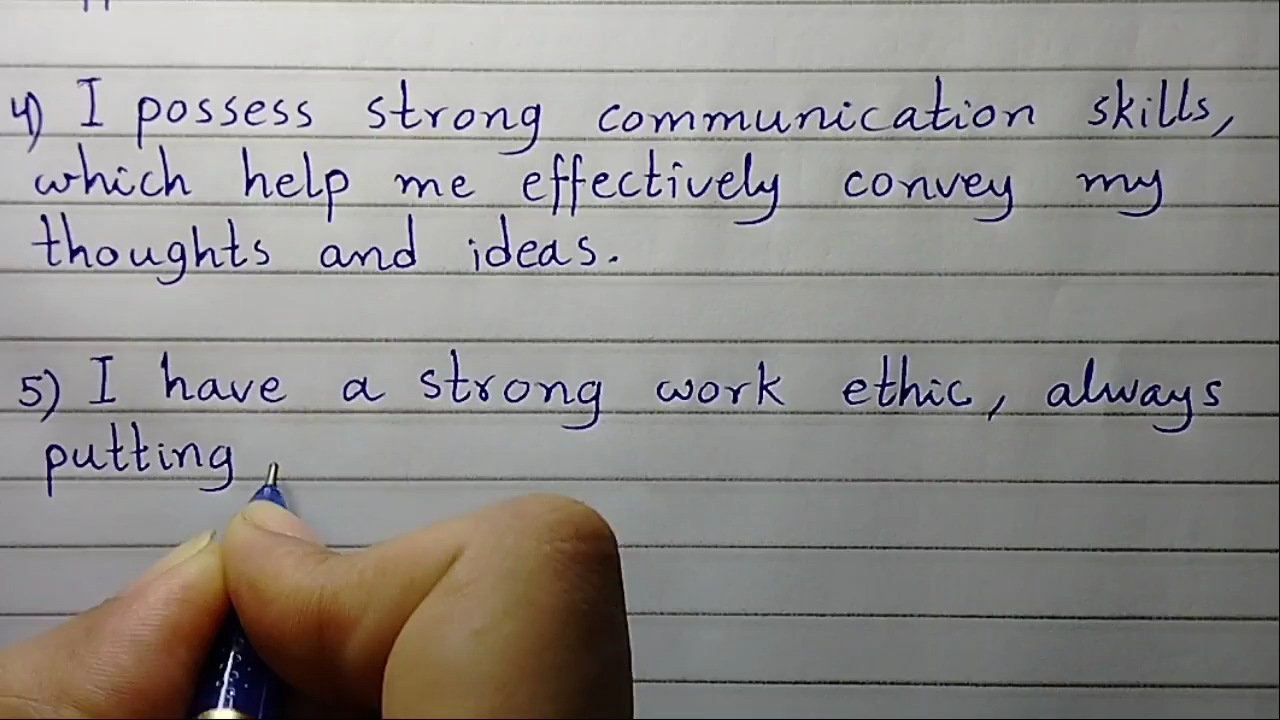 4) I possess strong communication skills,
which help me effectively convey my
thoughts and ideas.
5) I have a strong work ethic, always
putting